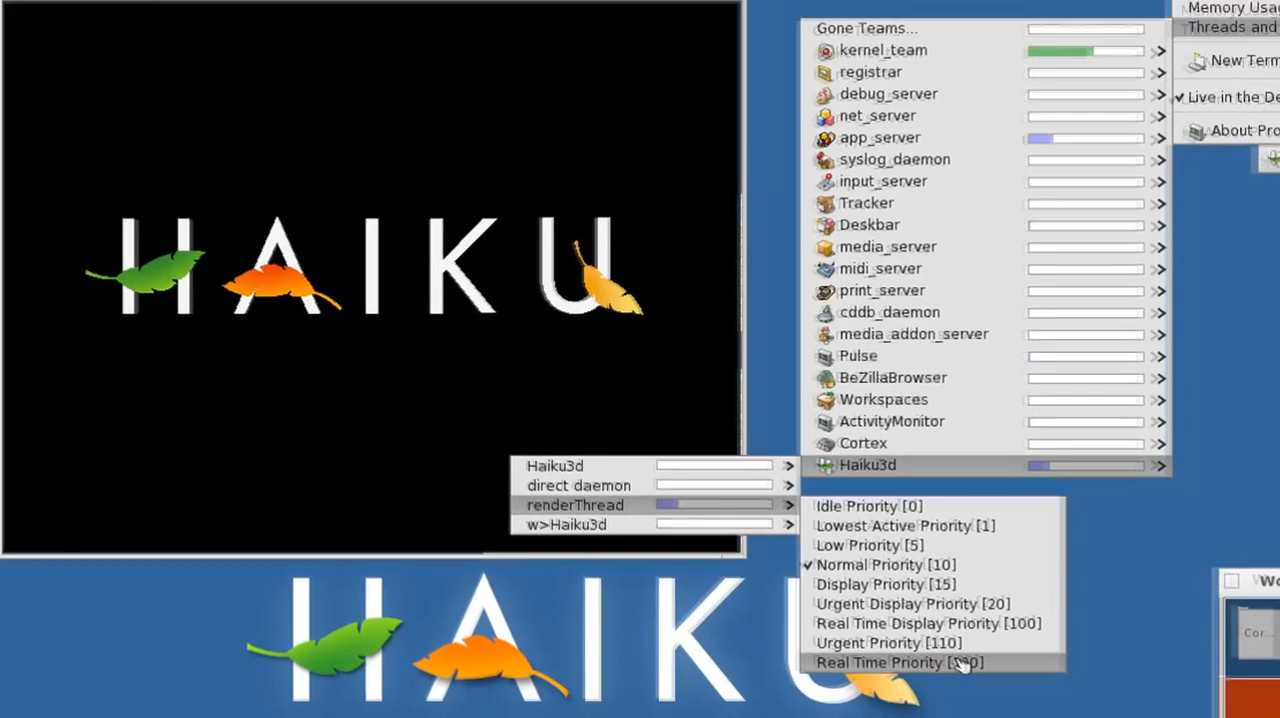 HAIKU
Gone Teams...
kernel_team
registrar
debug_server
net_server
app_server
syslog_daemon
input_server
Tracker
Deskbar
media_server
midi_server
print_server
cddb_daemon
media_addon_server
Pulse
BeZillaBrowser
Workspaces
ActivityMonitor
Cortex
Haiku3d
Memory Usag
Threads and
New Term
Live in the De
About Pro
Haiku3d
direct daemon
renderThread
w>Haiku3d
Idle Priority [0]
Lowest Active Priority [1]
Low Priority [5]
Normal Priority [10]
Display Priority [15]
Urgent Display Priority [20]
Real Time Display Priority [100]
Urgent Priority [110]
Real Time Priority
HAIKU
Wo
Cor...